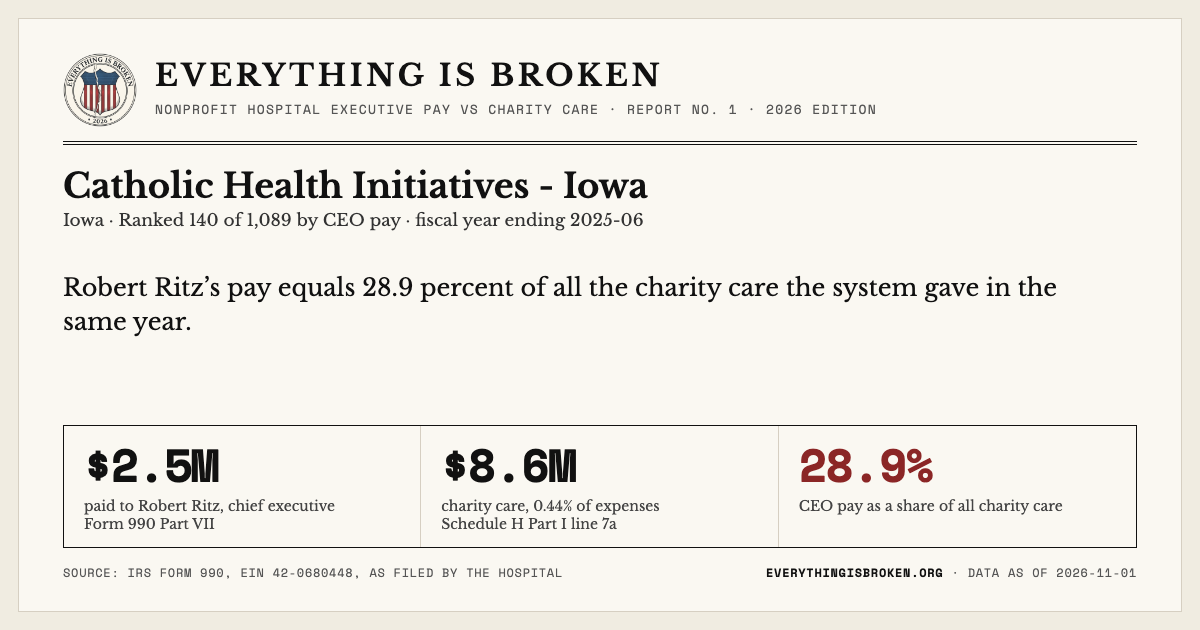 EVERYTHING IS BROKEN
2026
EVERYTHING IS BROKEN
NONPROFIT HOSPITAL EXECUTIVE PAY VS CHARITY CARE · REPORT NO. 1 · 2026 EDITION
Catholic Health Initiatives - Iowa
Iowa · Ranked 140 of 1,089 by CEO pay · fiscal year ending 2025-06
Robert Ritz’s pay equals 28.9 percent of all the charity care the system gave in the
same year.
$2.5M
paid to Robert Ritz, chief executive
Form 990 Part VII
$8.6M
charity care, 0.44% of expenses
Schedule H Part I line 7a
28.9%
CEO pay as a share of all charity care
SOURCE: IRS FORM 990, EIN 42-0680448, AS FILED BY THE HOSPITAL
EVERYTHINGISBROKEN.ORG · DATA AS OF 2026-11-01